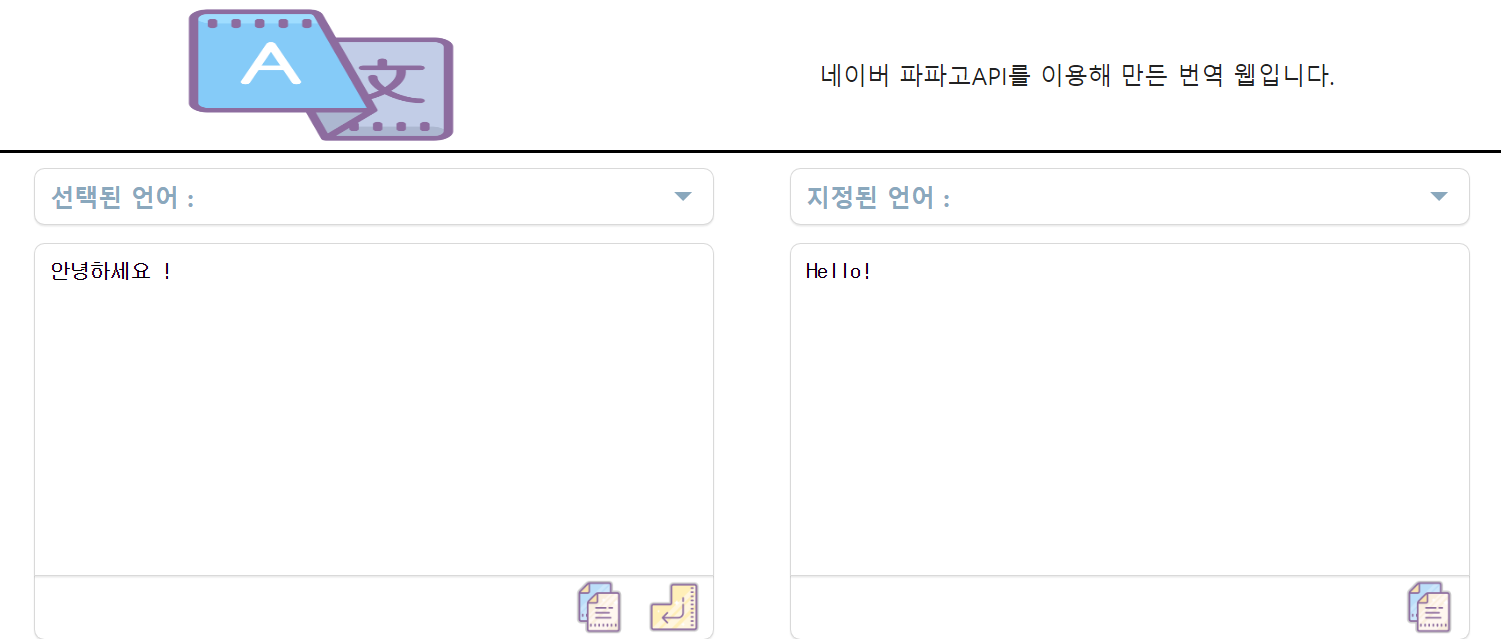 A 文
네이버 파파고API를 이용해 만든 번역 웹입니다.
선택된 언어 :
지정된 언어 :
안녕하세요 !
Hello!